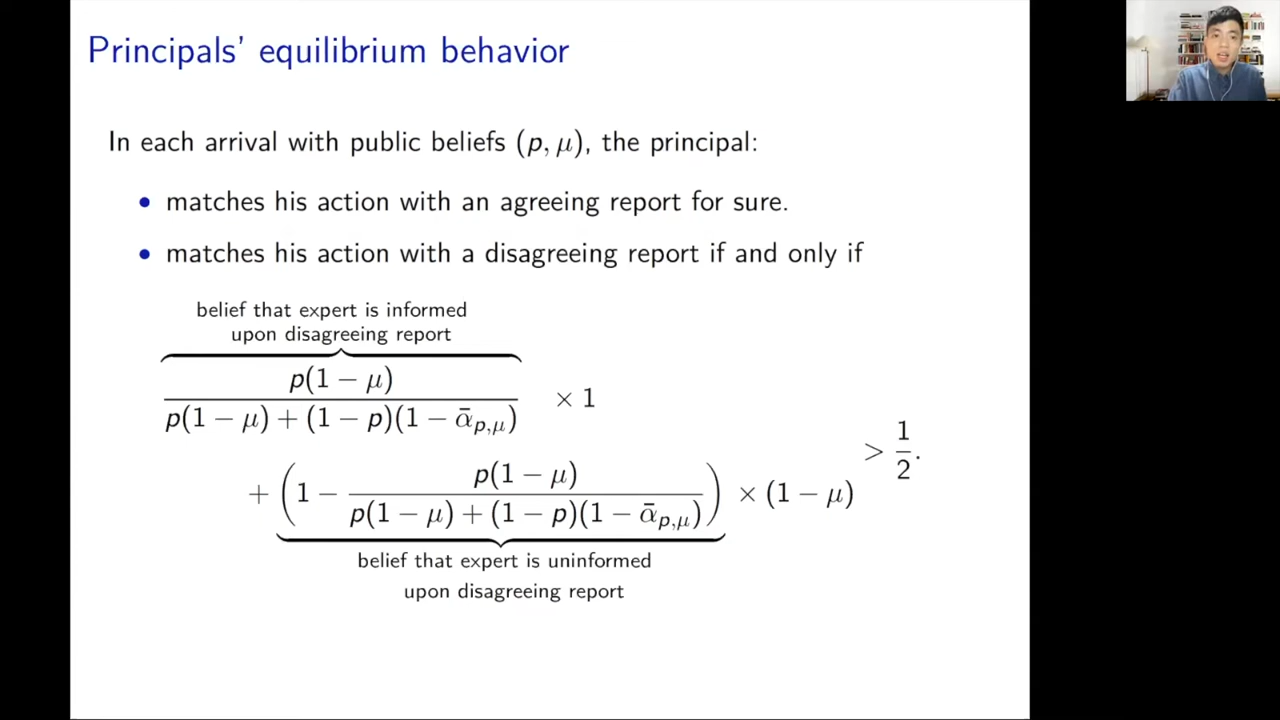 Principals' equilibrium behavior
In each arrival with public beliefs (p, μ), the principal:
• matches his action with an agreeing report for sure.
• matches his action with a disagreeing report if and only if
belief that expert is informed
upon disagreeing report
p(1 − μ)
p(1 − μ) + (1 − p)(1 − ᾱ_{p,μ})
× 1
+ (1 − p(1 − μ) / p(1 − μ) + (1 − p)(1 − ᾱ_{p,μ})) × (1 − μ)
> 1/2.
belief that expert is uninformed
upon disagreeing report